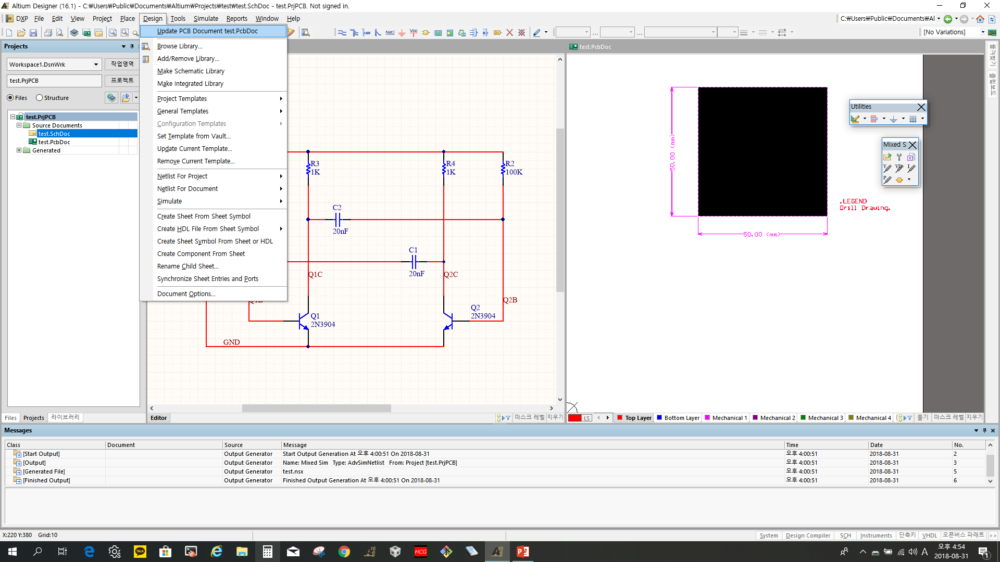 Altium Designer (16.1) - C:₩Users₩Public₩Documents₩Altium₩Projects₩test₩test.SchDoc - test.PrjPCB. Not signed in.
DXP File Edit View Project Place Design Tools Simulate Reports Window Help
C:₩Users₩Public₩Documents₩Al
[No Variations]
Projects
Workspace1.DsnWrk 작업영역
test.PrjPCB 프로젝트
Files Structure
test.PrjPCB
Source Documents
test.SchDoc
test.PcbDoc
Generated
Update PCB Document test.PcbDoc
Browse Library...
Add/Remove Library...
Make Schematic Library
Make Integrated Library
Project Templates
General Templates
Configuration Templates
Set Template from Vault...
Update Current Template...
Remove Current Template...
Netlist For Project
Netlist For Document
Simulate
Create Sheet From Sheet Symbol
Create HDL File From Sheet Symbol
Create Sheet Symbol From Sheet or HDL
Create Component From Sheet
Rename Child Sheet...
Synchronize Sheet Entries and Ports
Document Options...
R3
1K
R4
1K
R2
100K
C2
20nF
C1
20nF
Q1C
Q2C
Q2B
Q1
2N3904
Q2
2N3904
GND
test.PcbDoc
50.00 (mm)
50.00 (mm)
.LEGEND
Drill Drawing.
Utilities
Mixed S
즐겨찾기
클립보드
Files Projects 라이브러리
Editor
마스크 레벨 지우기
LS Top Layer Bottom Layer Mechanical 1 Mechanical 2 Mechanical 3 Mechanical 4 물기 마스크 레벨 지우기
Messages
Class Document Source Message Time Date No.
[Start Output] Output Generator Start Output Generation At 오후 4:00:51 On 2018-08-31 오후 4:00:51 2018-08-31 2
[Output] Output Generator Name: Mixed Sim Type: AdvSimNetlist From: Project [test.PrjPCB] 오후 4:00:51 2018-08-31 3
[Generated File] Output Generator test.nsx 오후 4:00:51 2018-08-31 5
[Finished Output] Output Generator Finished Output Generation At 오후 4:00:51 On 2018-08-31 오후 4:00:51 2018-08-31 6
X:220 Y:380 Grid:10
System Design Compiler SCH Instruments 단축키 VHDL 오픈버스 파래트 >>
TALK
HCG
A
오후 4:54
2018-08-31
1